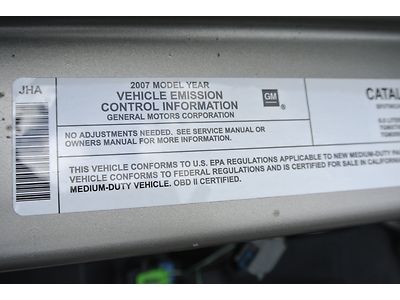 JHA
2007 MODEL YEAR
VEHICLE EMISSION
CONTROL INFORMATION
GENERAL MOTORS CORPORATION
GM
NO ADJUSTMENTS NEEDED. SEE SERVICE MANUAL OR
OWNERS MANUAL FOR MORE INFORMATION.
THIS VEHICLE CONFORMS TO U.S. EPA REGULATIONS APPLICABLE TO NEW MEDIUM-DUTY
VEHICLE CONFORMS TO FEDERAL REGULATIONS AND IS CERTIFIED FOR SALE IN CALIFORNIA
MEDIUM-DUTY VEHICLE. OBD II CERTIFIED.
CATAL